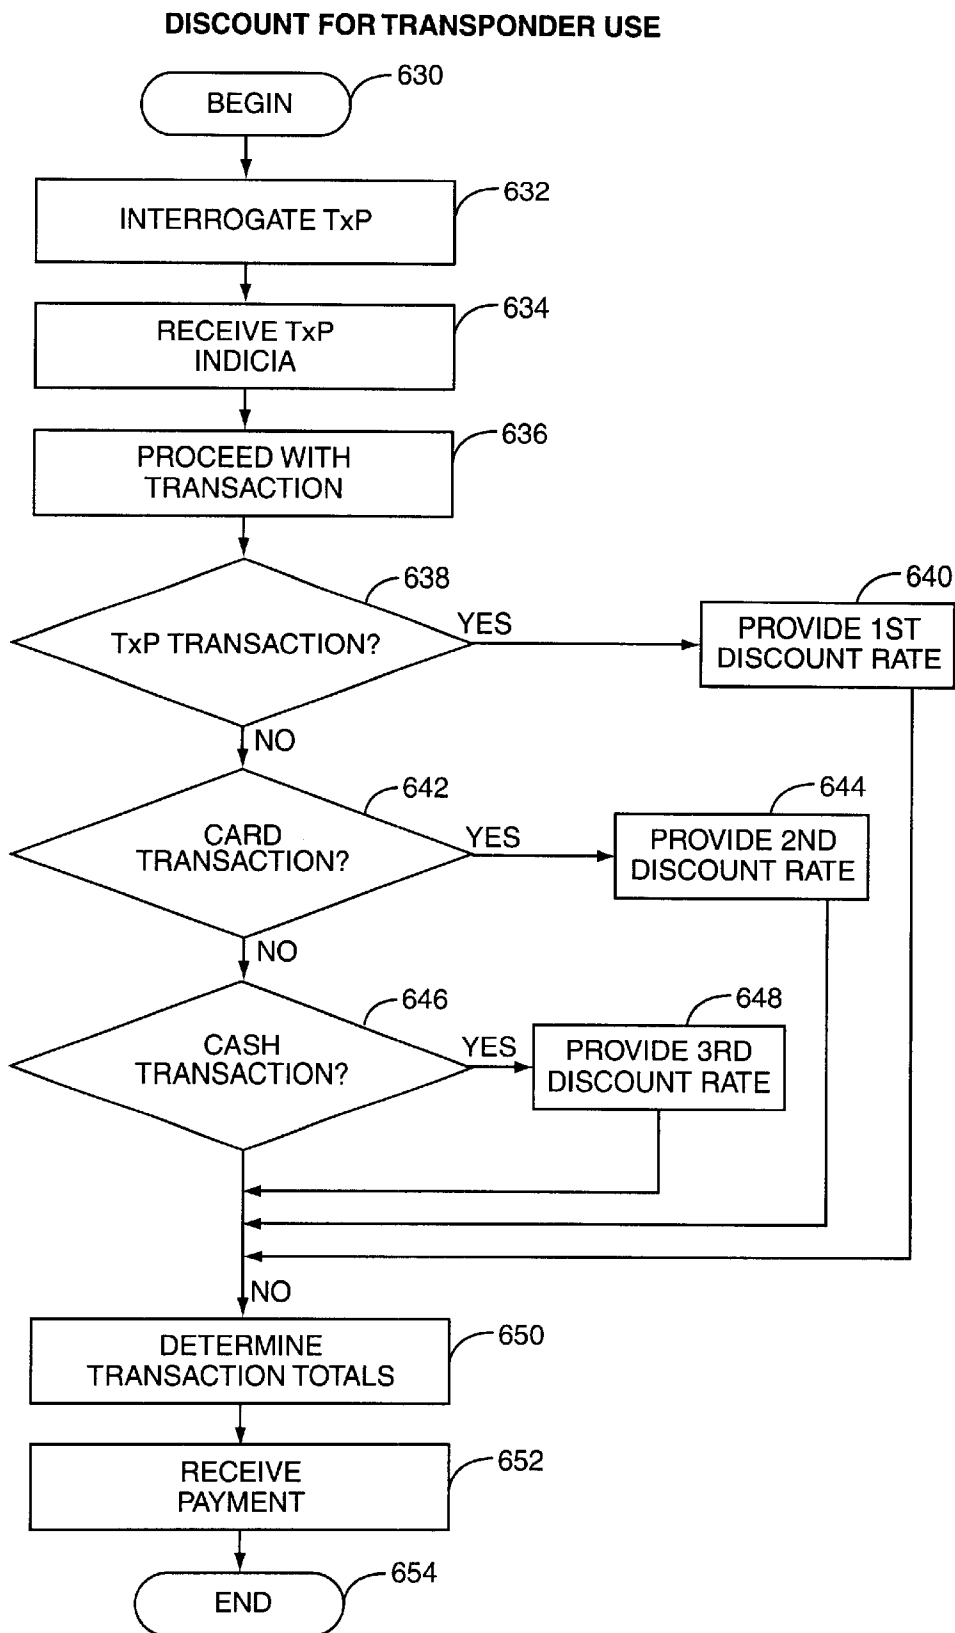 DISCOUNT FOR TRANSPONDER USE
BEGIN
630
INTERROGATE TxP
632
RECEIVE TxP
INDICIA
634
PROCEED WITH
TRANSACTION
636
TxP TRANSACTION?
638
YES
PROVIDE 1ST
DISCOUNT RATE
640
NO
CARD
TRANSACTION?
642
YES
PROVIDE 2ND
DISCOUNT RATE
644
NO
CASH
TRANSACTION?
646
YES
PROVIDE 3RD
DISCOUNT RATE
648
NO
DETERMINE
TRANSACTION TOTALS
650
RECEIVE
PAYMENT
652
END
654